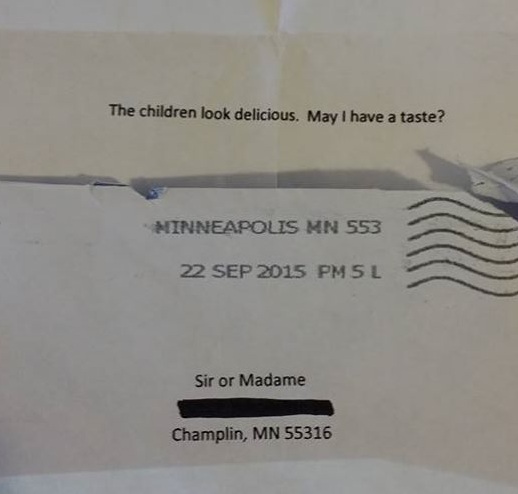 The children look delicious. May I have a taste?
MINNEAPOLIS MN 553
22 SEP 2015 PM 5 L
Sir or Madame
Champlin, MN 55316